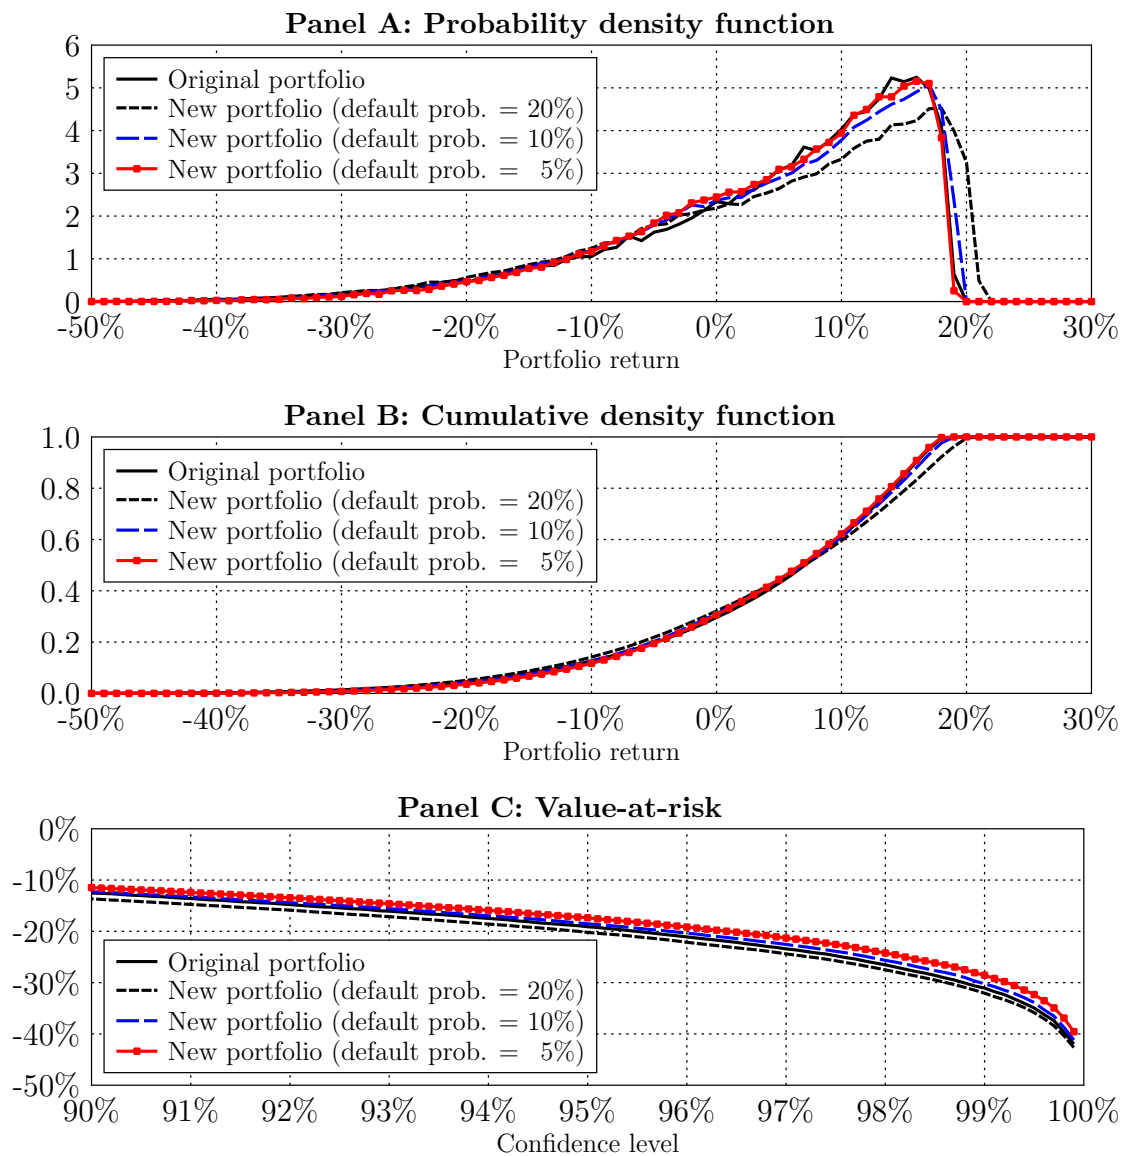 Panel A: Probability density function
6
5
4
3
2
1
0
Original portfolio
New portfolio (default prob. = 20%)
New portfolio (default prob. = 10%)
New portfolio (default prob. = 5%)
-50% -40% -30% -20% -10% 0% 10% 20% 30%
Portfolio return
Panel B: Cumulative density function
1.0
0.8
0.6
0.4
0.2
0.0
Original portfolio
New portfolio (default prob. = 20%)
New portfolio (default prob. = 10%)
New portfolio (default prob. = 5%)
-50% -40% -30% -20% -10% 0% 10% 20% 30%
Portfolio return
Panel C: Value-at-risk
0%
-10%
-20%
-30%
-40%
-50%
Original portfolio
New portfolio (default prob. = 20%)
New portfolio (default prob. = 10%)
New portfolio (default prob. = 5%)
90% 91% 92% 93% 94% 95% 96% 97% 98% 99% 100%
Confidence level